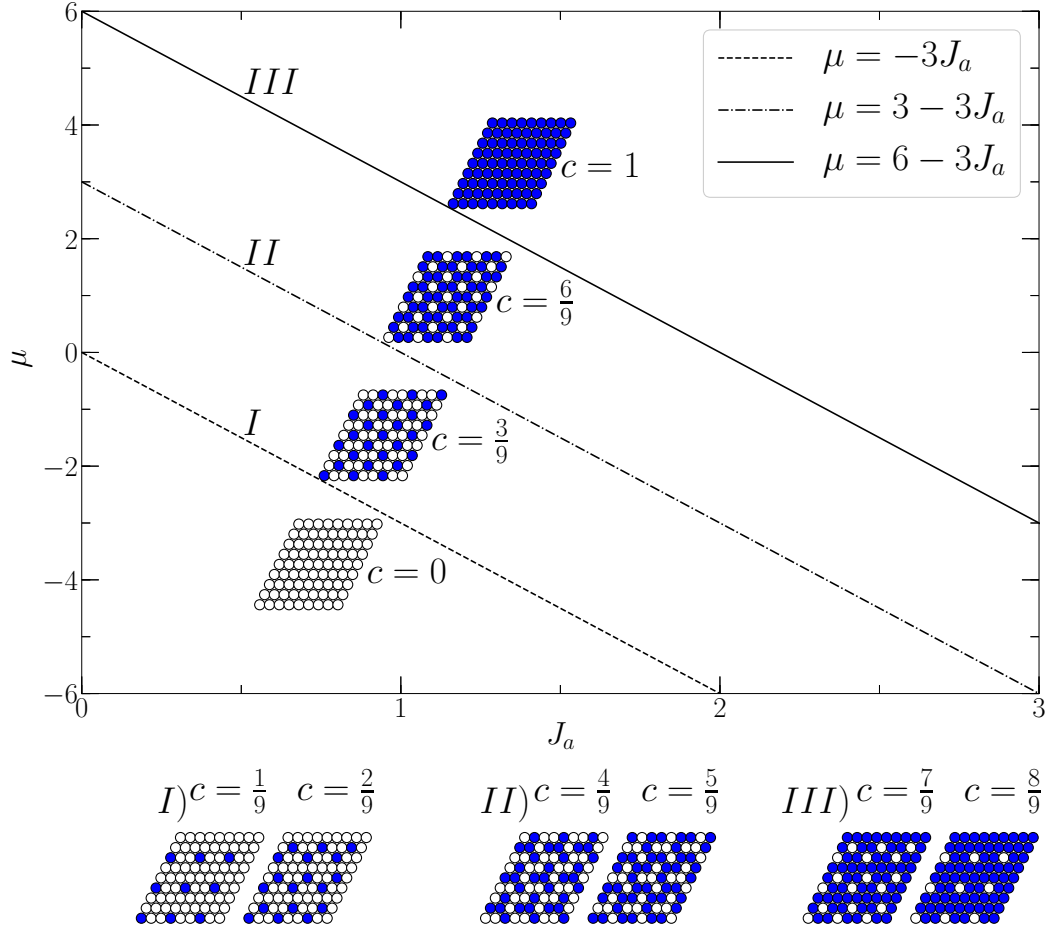 6
4
2
0
−2
−4
−6
μ
III
II
I
c = 1
c = 6/9
c = 3/9
c = 0
μ = −3J_a
μ = 3 − 3J_a
μ = 6 − 3J_a
0 1 2 3
J_a
I) c = 1/9 c = 2/9 II) c = 4/9 c = 5/9 III) c = 7/9 c = 8/9